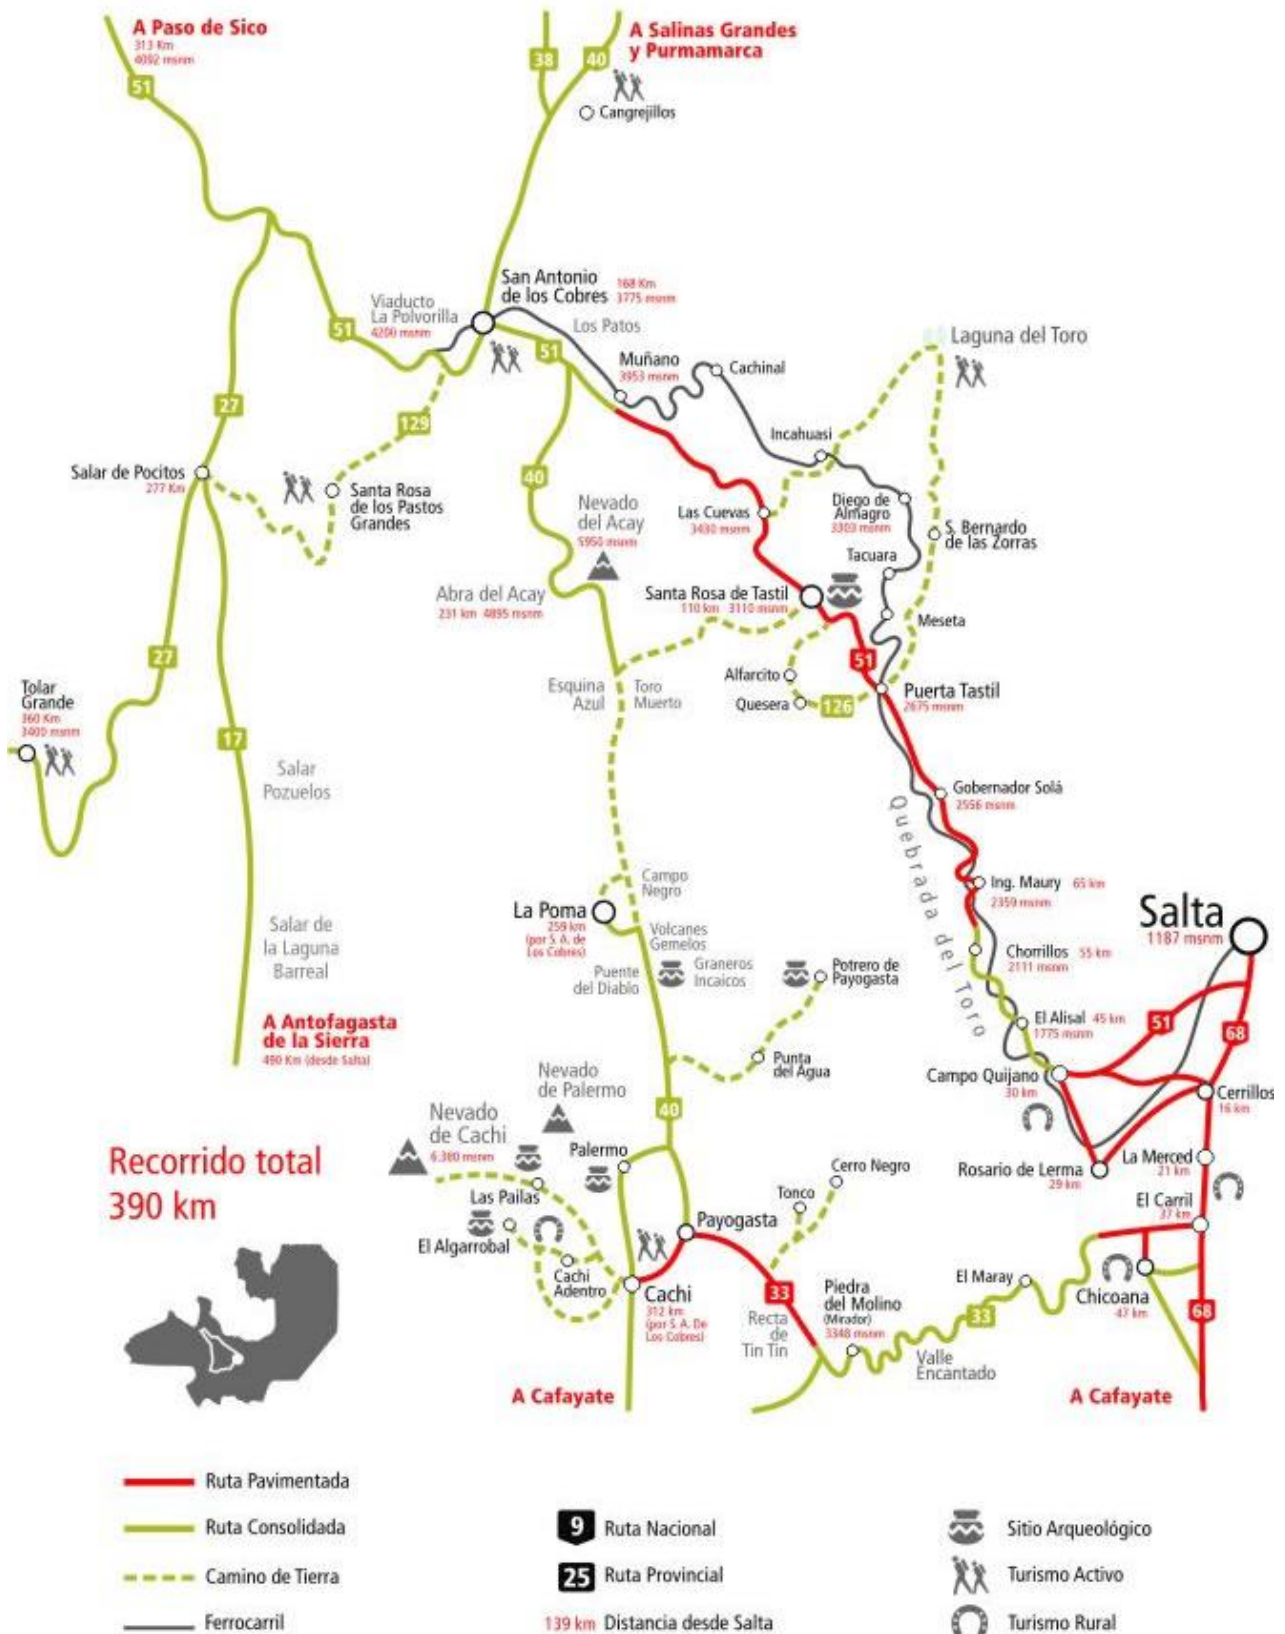 A Paso de Sico
313 Km
4092 msnm
51
38
40
A Salinas Grandes
y Purmamarca
Cangrejillos
San Antonio
de los Cobres
168 Km
3775 msnm
Viaducto
La Polvorilla
4200 msnm
51
Los Patos
51
Muñano
3953 msnm
Cachinal
Laguna del Toro
27
129
Incahuasi
Salar de Pocitos
277 Km
Santa Rosa
de los Pastos
Grandes
40
Nevado
del Acay
5950 msnm
Las Cuevas
3430 msnm
Diego de
Almagro
3303 msnm
S. Bernardo
de las Zorras
Tacuara
Abra del Acay
231 km 4895 msnm
Santa Rosa de Tastil
110 km 3110 msnm
Meseta
27
51
Tolar
Grande
360 Km
3400 msnm
Esquina
Azul
Toro
Muerto
Alfarcito
Quesera
126
Puerta Tastil
2675 msnm
17
Salar
Pozuelos
Gobernador Solá
2556 msnm
Quebrada del Toro
Campo
Negro
Ing. Maury 65 km
2359 msnm
La Poma
259 km
(por S. A. de
Los Cobres)
Volcanes
Gemelos
Salta
1187 msnm
Salar de
la Laguna
Barreal
Puente
del Diablo
Graneros
Incaicos
Potrero de
Payogasta
Chorrillos 55 km
2111 msnm
A Antofagasta
de la Sierra
490 Km (desde Salta)
El Alisal 45 km
1775 msnm
51
68
Punta
del Agua
Nevado
de Palermo
Campo Quijano
30 km
Cerrillos
16 km
40
Nevado
de Cachi
6.380 msnm
Recorrido total
390 km
Palermo
Cerro Negro
Rosario de Lerma
29 km
La Merced
21 km
Las Pailas
Tonco
El Carril
37 km
El Algarrobal
Payogasta
Cachi
Adentro
Cachi
312 km
(por S. A. De
Los Cobres)
33
Piedra
del Molino
(Mirador)
3348 msnm
El Maray
Chicoana
47 km
Recta
de
Tin Tin
33
68
Valle
Encantado
A Cafayate
A Cafayate
Ruta Pavimentada
Ruta Consolidada
9 Ruta Nacional
Sitio Arqueológico
Camino de Tierra
25 Ruta Provincial
Turismo Activo
Ferrocarril
139 km Distancia desde Salta
Turismo Rural